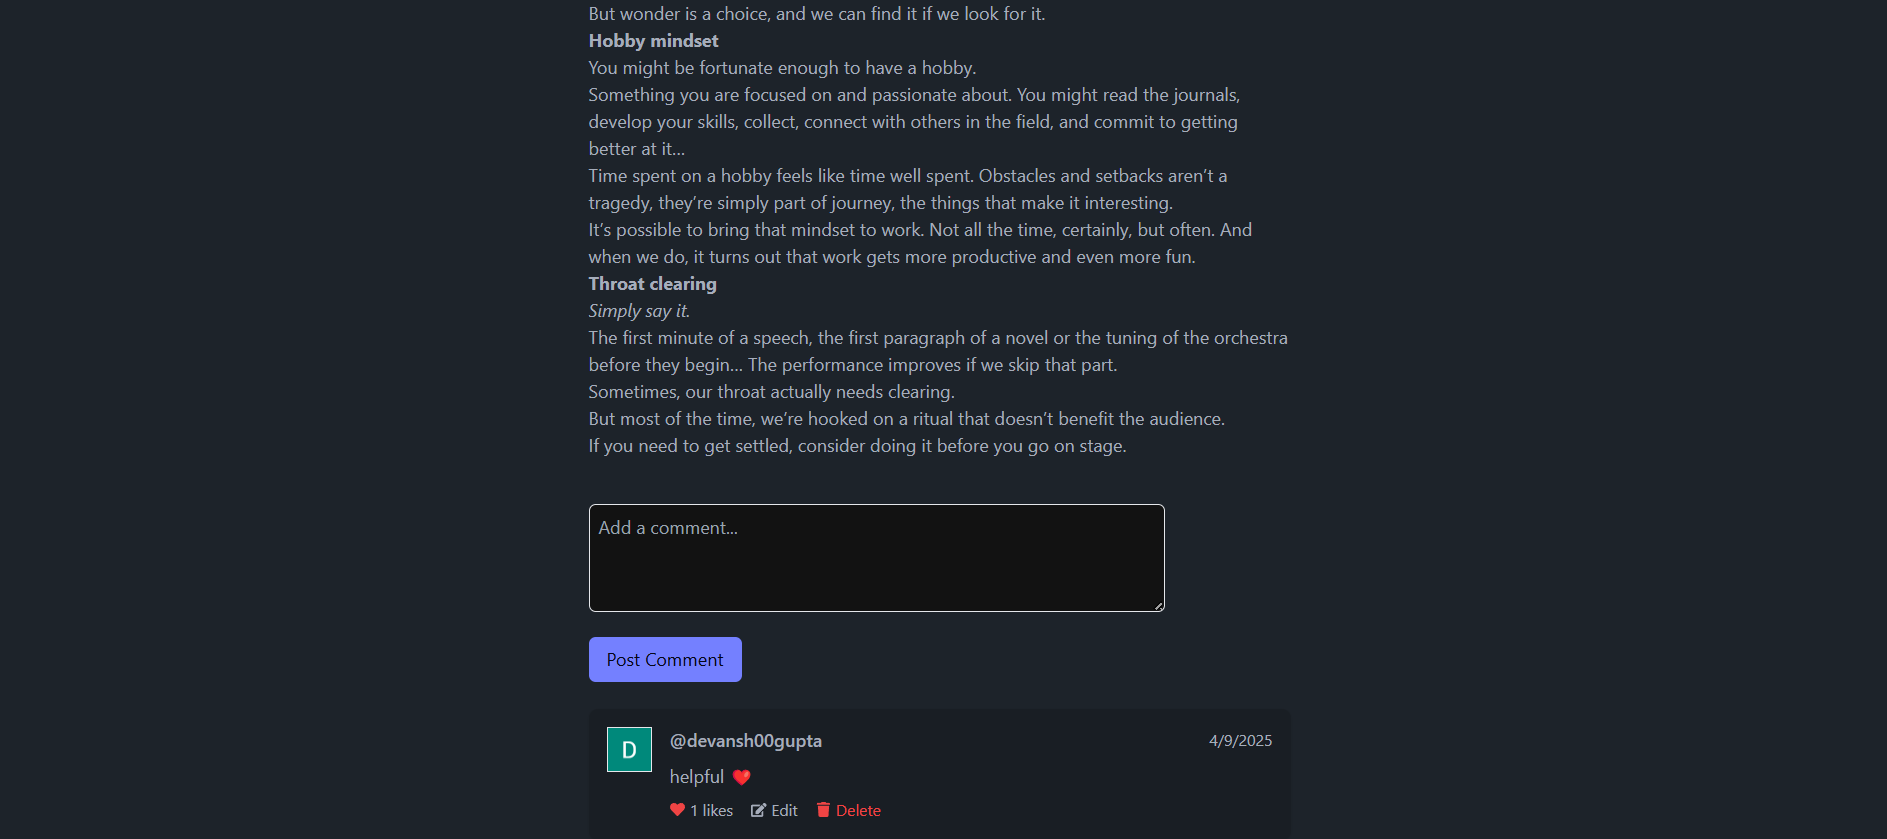 But wonder is a choice, and we can find it if we look for it.
Hobby mindset
You might be fortunate enough to have a hobby.
Something you are focused on and passionate about. You might read the journals,
develop your skills, collect, connect with others in the field, and commit to getting
better at it…
Time spent on a hobby feels like time well spent. Obstacles and setbacks aren’t a
tragedy, they’re simply part of journey, the things that make it interesting.
It’s possible to bring that mindset to work. Not all the time, certainly, but often. And
when we do, it turns out that work gets more productive and even more fun.
Throat clearing
Simply say it.
The first minute of a speech, the first paragraph of a novel or the tuning of the orchestra
before they begin… The performance improves if we skip that part.
Sometimes, our throat actually needs clearing.
But most of the time, we’re hooked on a ritual that doesn’t benefit the audience.
If you need to get settled, consider doing it before you go on stage.
Add a comment...
Post Comment
D
@devansh00gupta 4/9/2025
helpful ❤️
1 likes Edit Delete